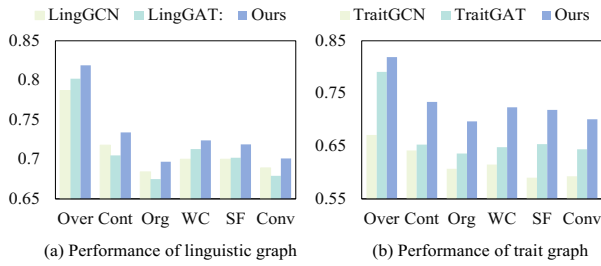 LingGCN LingGAT: Ours
0.85
0.8
0.75
0.7
0.65
Over Cont Org WC SF Conv
(a) Performance of linguistic graph
TraitGCN TraitGAT Ours
0.85
0.75
0.65
0.55
Over Cont Org WC SF Conv
(b) Performance of trait graph